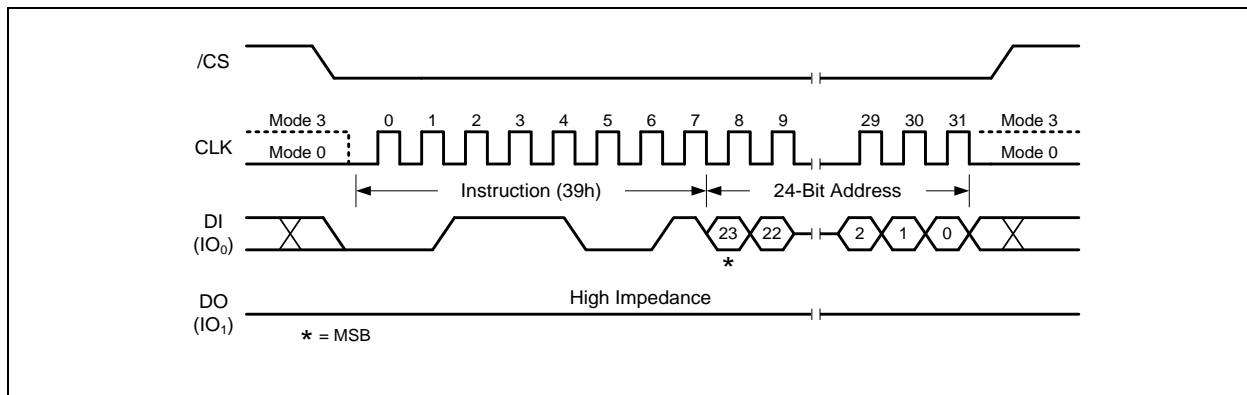 /CS
Mode 3 0 1 2 3 4 5 6 7 8 9 29 30 31 Mode 3
CLK
Mode 0 Mode 0
Instruction (39h) 24-Bit Address
DI
(IO₀)
23 22 2 1 0
*
High Impedance
DO
(IO₁)
* = MSB